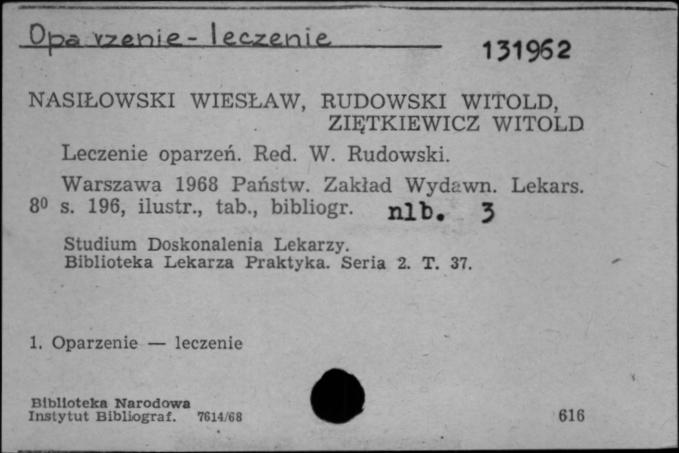 Oparzenie - leczenie
131962
NASIŁOWSKI WIESŁAW, RUDOWSKI WITOLD,
ZIĘTKIEWICZ WITOLD
Leczenie oparzeń. Red. W. Rudowski.
Warszawa 1968 Państw. Zakład Wydawn. Lekars.
8⁰ s. 196, ilustr., tab., bibliogr. nlb. 3
Studium Doskonalenia Lekarzy.
Biblioteka Lekarza Praktyka. Seria 2. T. 37.
1. Oparzenie — leczenie
Biblioteka Narodowa
Instytut Bibliograf. 7614/68
616